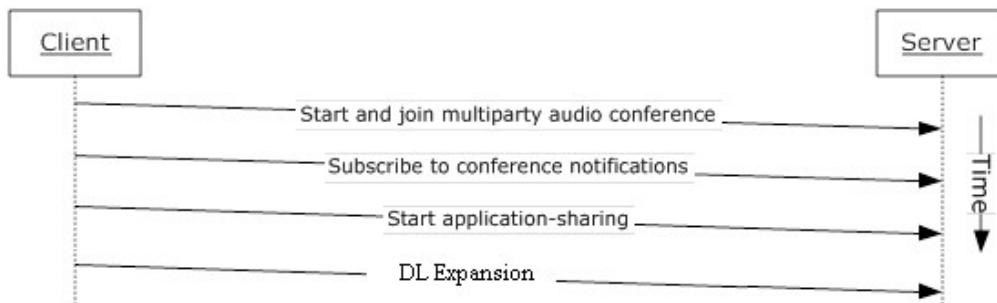 Client
Server
Start and join multiparty audio conference
Subscribe to conference notifications
Time
Start application-sharing
DL Expansion